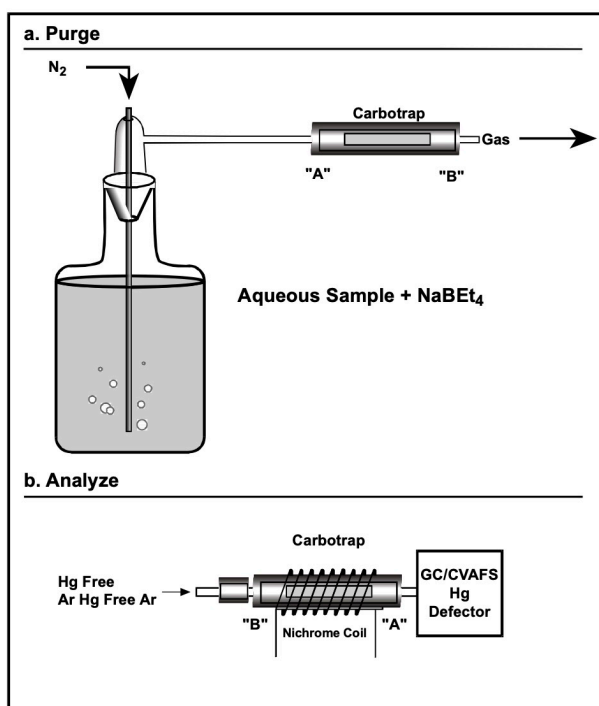 a. Purge
N₂
Carbotrap
Gas
"A"
"B"
Aqueous Sample + NaBEt₄
b. Analyze
Carbotrap
Hg Free
Ar Hg Free Ar
GC/CVAFS
Hg
Defector
"B"
Nichrome Coil
"A"